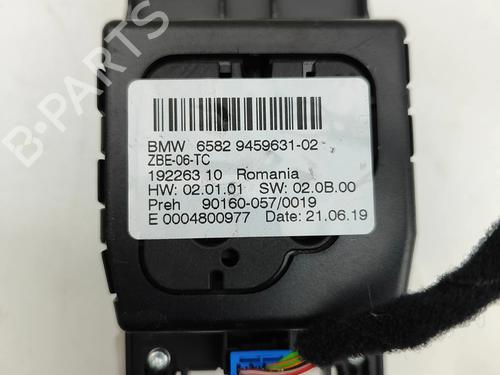 B-PARTS
BMW 6582 9459631-02
ZBE-06-TC
192263 10 Romania
HW: 02.01.01 SW: 02.0B.00
Preh 90160-057/0019
E 0004800977 Date: 21.06.19